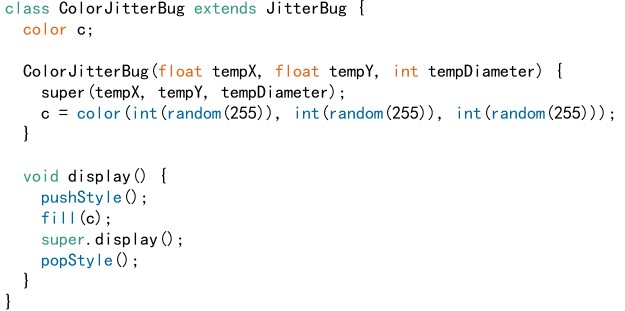 class ColorJitterBug extends JitterBug {
  color c;

  ColorJitterBug(float tempX, float tempY, int tempDiameter) {
    super(tempX, tempY, tempDiameter);
    c = color(int(random(255)), int(random(255)), int(random(255)));
  }

  void display() {
    pushStyle();
    fill(c);
    super.display();
    popStyle();
  }
}